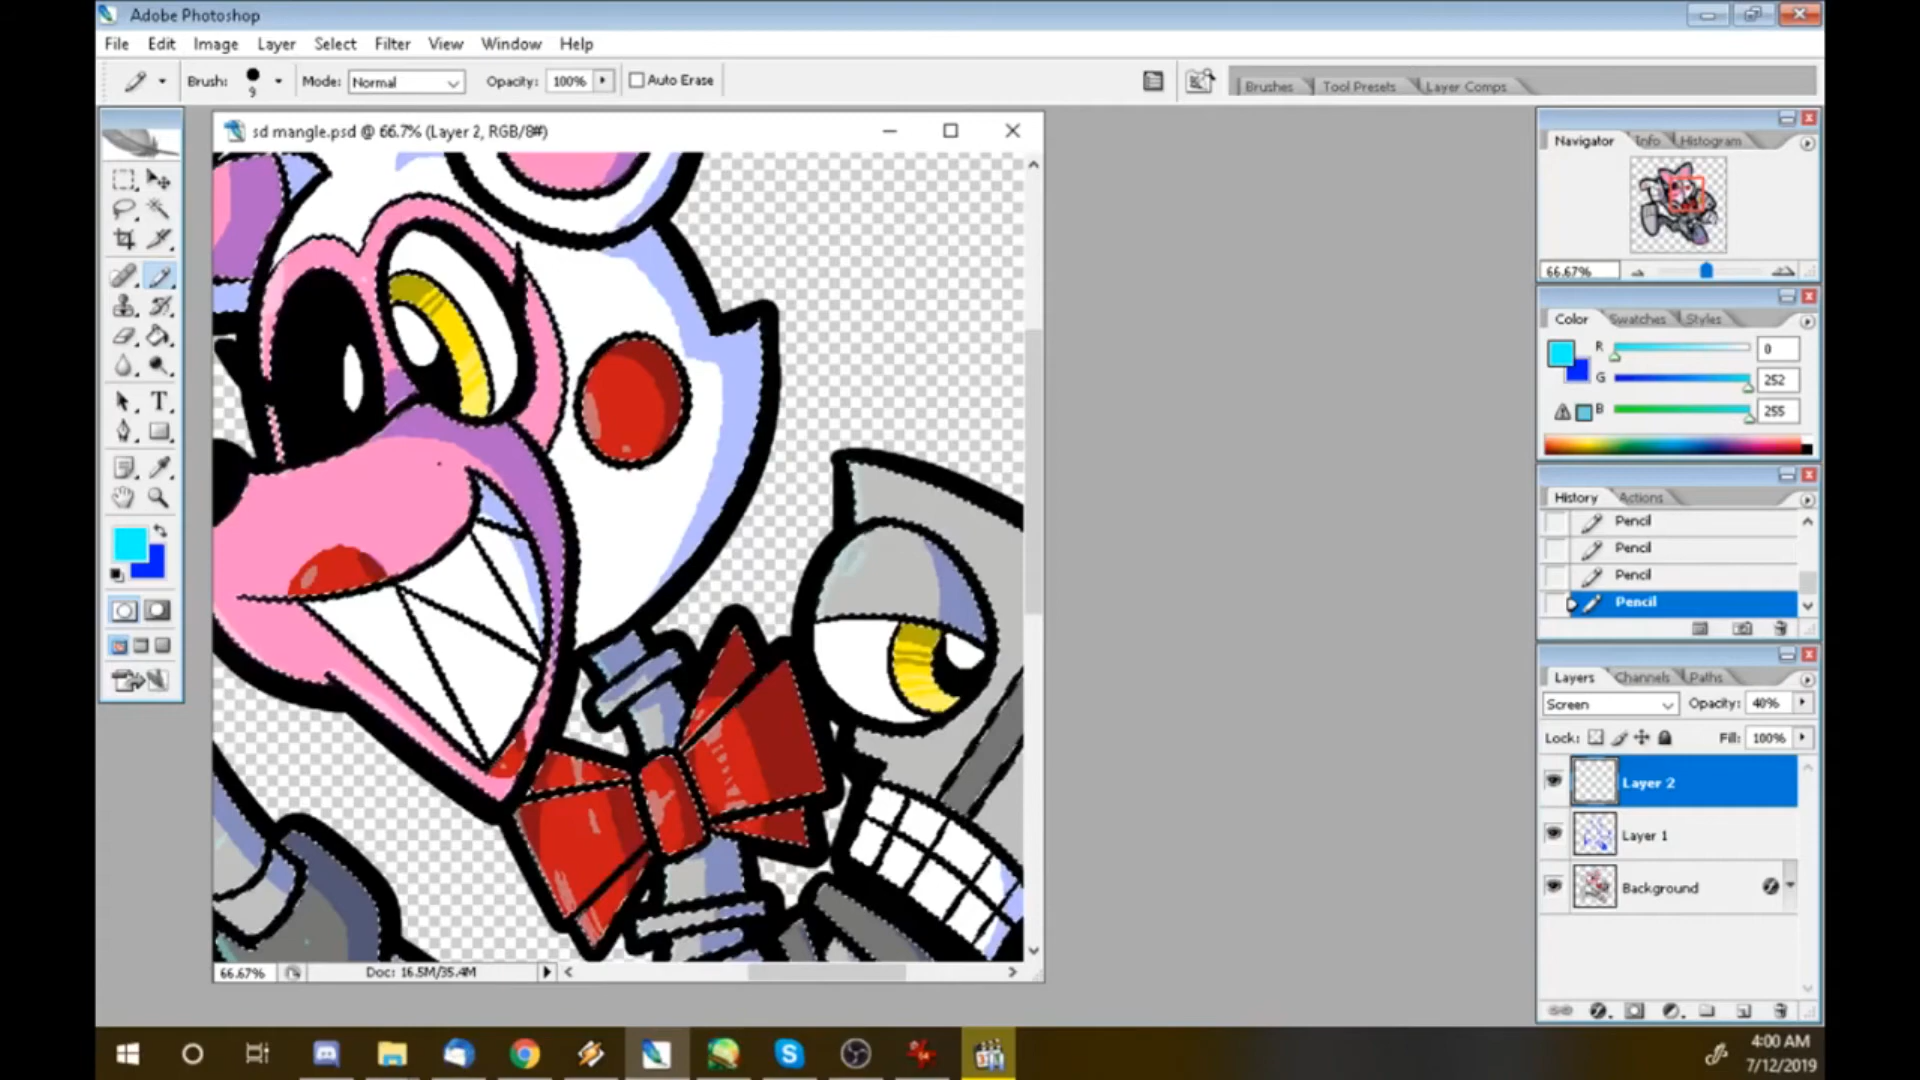 Adobe Photoshop
File Edit Image Layer Select Filter View Window Help
Brush: 9 Mode: Normal Opacity: 100% Auto Erase
Brushes Tool Presets Layer Comps
sd mangle.psd @ 66.7% (Layer 2, RGB/8#)
Navigator Info Histogram
66.67%
Color Swatches Styles
R 0
G 252
B 255
History Actions
Pencil
Pencil
Pencil
Pencil
Layers Channels Paths
Screen Opacity: 40%
Lock: Fill: 100%
Layer 2
Layer 1
Background
66.67% Doc: 16.5M/35.4M
4:00 AM
7/12/2019